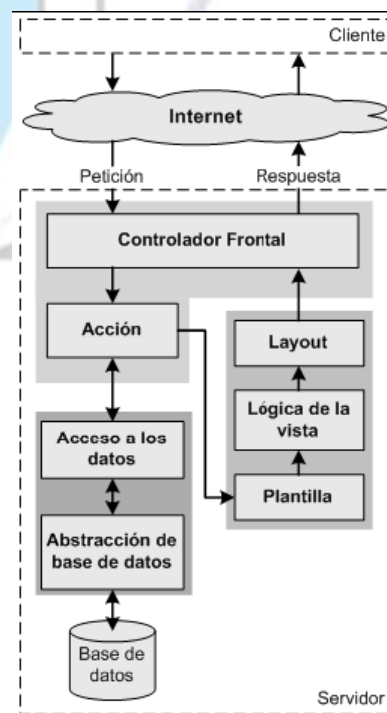 Cliente
Internet
Petición
Respuesta
Controlador Frontal
Acción
Layout
Lógica de la
vista
Acceso a los
datos
Plantilla
Abstracción de
base de datos
Base de
datos
Servidor